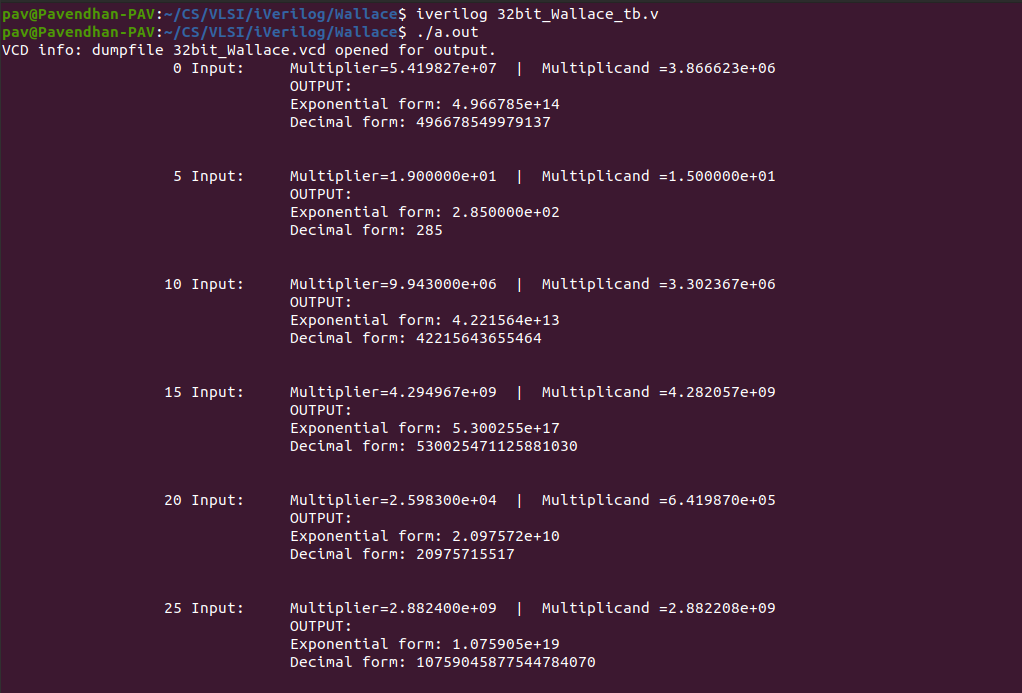 pav@Pavendhan-PAV:~/CS/VLSI/iVerilog/Wallace$ iverilog 32bit_Wallace_tb.v
pav@Pavendhan-PAV:~/CS/VLSI/iVerilog/Wallace$ ./a.out
VCD info: dumpfile 32bit_Wallace.vcd opened for output.
0 Input: Multiplier=5.419827e+07 | Multiplicand =3.866623e+06
OUTPUT:
Exponential form: 4.966785e+14
Decimal form: 496678549979137
5 Input: Multiplier=1.900000e+01 | Multiplicand =1.500000e+01
OUTPUT:
Exponential form: 2.850000e+02
Decimal form: 285
10 Input: Multiplier=9.943000e+06 | Multiplicand =3.302367e+06
OUTPUT:
Exponential form: 4.221564e+13
Decimal form: 42215643655464
15 Input: Multiplier=4.294967e+09 | Multiplicand =4.282057e+09
OUTPUT:
Exponential form: 5.300255e+17
Decimal form: 530025471125881030
20 Input: Multiplier=2.598300e+04 | Multiplicand =6.419870e+05
OUTPUT:
Exponential form: 2.097572e+10
Decimal form: 20975715517
25 Input: Multiplier=2.882400e+09 | Multiplicand =2.882208e+09
OUTPUT:
Exponential form: 1.075905e+19
Decimal form: 10759045877544784070